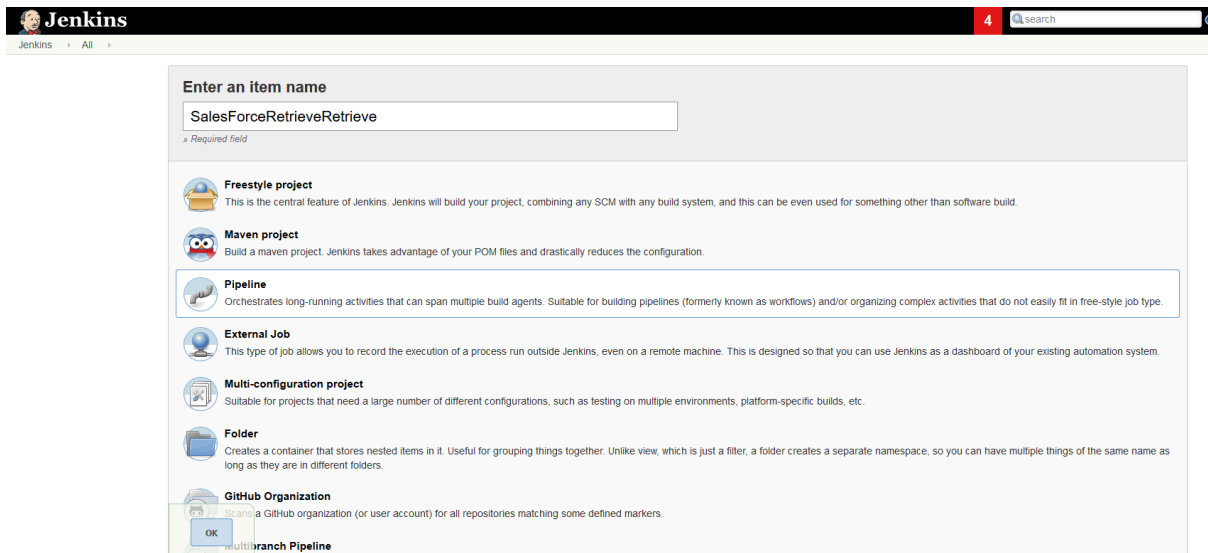 Jenkins
4
search
Jenkins
All
Enter an item name
SalesForceRetrieveRetrieve
» Required field
Freestyle project
This is the central feature of Jenkins. Jenkins will build your project, combining any SCM with any build system, and this can be even used for something other than software build.
Maven project
Build a maven project. Jenkins takes advantage of your POM files and drastically reduces the configuration.
Pipeline
Orchestrates long-running activities that can span multiple build agents. Suitable for building pipelines (formerly known as workflows) and/or organizing complex activities that do not easily fit in free-style job type.
External Job
This type of job allows you to record the execution of a process run outside Jenkins, even on a remote machine. This is designed so that you can use Jenkins as a dashboard of your existing automation system.
Multi-configuration project
Suitable for projects that need a large number of different configurations, such as testing on multiple environments, platform-specific builds, etc.
Folder
Creates a container that stores nested items in it. Useful for grouping things together. Unlike view, which is just a filter, a folder creates a separate namespace, so you can have multiple things of the same name as
long as they are in different folders.
GitHub Organization
Scans a GitHub organization (or user account) for all repositories matching some defined markers.
OK
Multibranch Pipeline